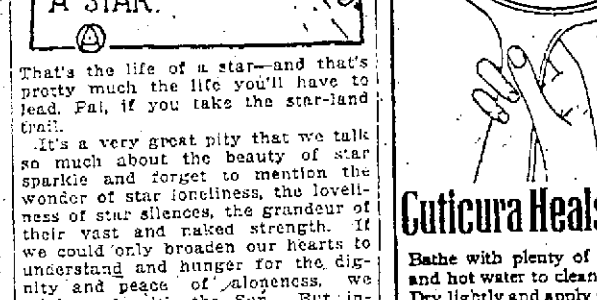 A STAR.
That's the life of a star—and that's
pretty much the life you'll have to
lead, Pal, if you take the star-land
trail.
It's a very great pity that we talk
so much about the beauty of star
sparkle and forget to mention the
wonder of star loneliness, the loveli-
ness of star silences, the grandeur of
their vast and naked strength. If
we could only broaden our hearts to
understand and hunger for the dig-
nity and peace of aloneness, we
the Sun. But in-
Cuticura Heals
Bathe with plenty of
and hot water to clean
Dry lightly and apply